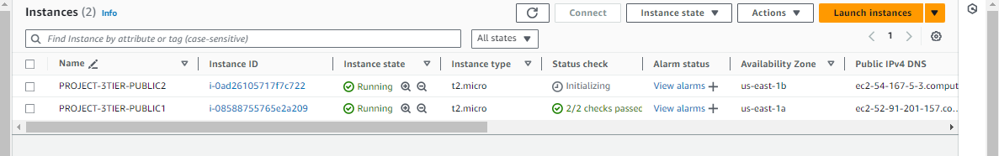 Instances (2) Info
Connect Instance state Actions Launch instances
Find Instance by attribute or tag (case-sensitive) All states 1
Name Instance ID Instance state Instance type Status check Alarm status Availability Zone Public IPv4 DNS
PROJECT-3TIER-PUBLIC2 i-0ad26105717f7c722 Running t2.micro Initializing View alarms + us-east-1b ec2-54-167-5-3.comput
PROJECT-3TIER-PUBLIC1 i-08588755765e2a209 Running t2.micro 2/2 checks passec View alarms + us-east-1a ec2-52-91-201-157.co...